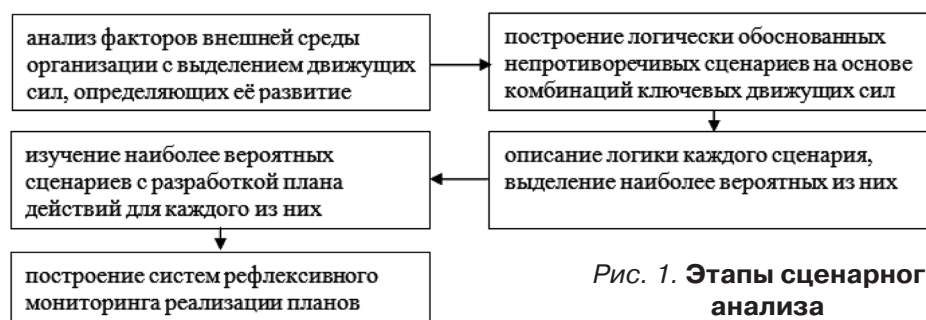 анализ факторов внешней среды
организации с выделением движущих
сил, определяющих её развитие
построение логически обоснованных
непротиворечивых сценариев на основе
комбинаций ключевых движущих сил
описание логики каждого сценария,
выделение наиболее вероятных из них
изучение наиболее вероятных
сценариев с разработкой плана
действий для каждого из них
построение систем рефлексивного
мониторинга реализации планов
Рис. 1. Этапы сценарног
анализа